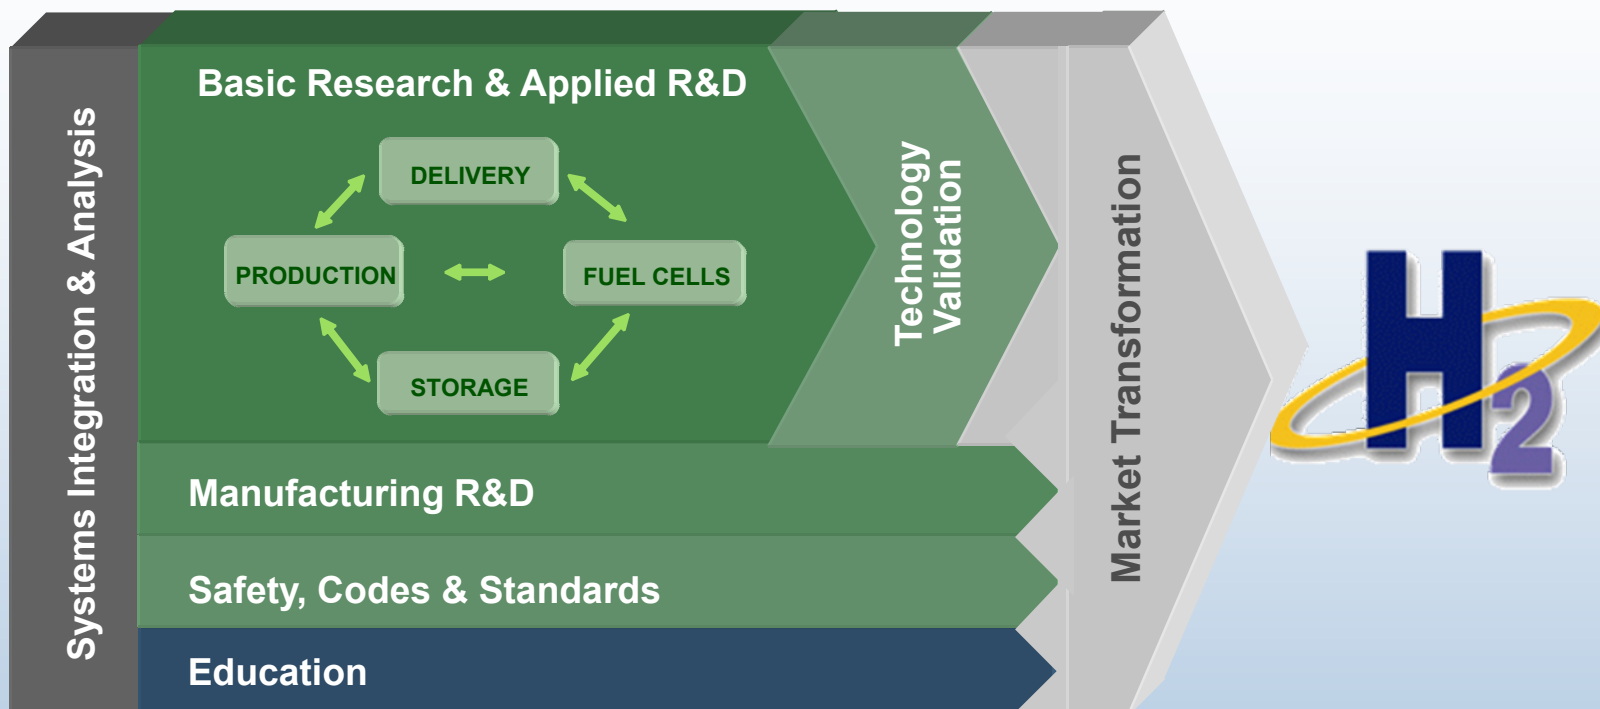 Systems Integration & Analysis
Basic Research & Applied R&D
DELIVERY
PRODUCTION
FUEL CELLS
STORAGE
Technology
Validation
Manufacturing R&D
Safety, Codes & Standards
Education
Market Transformation
H2